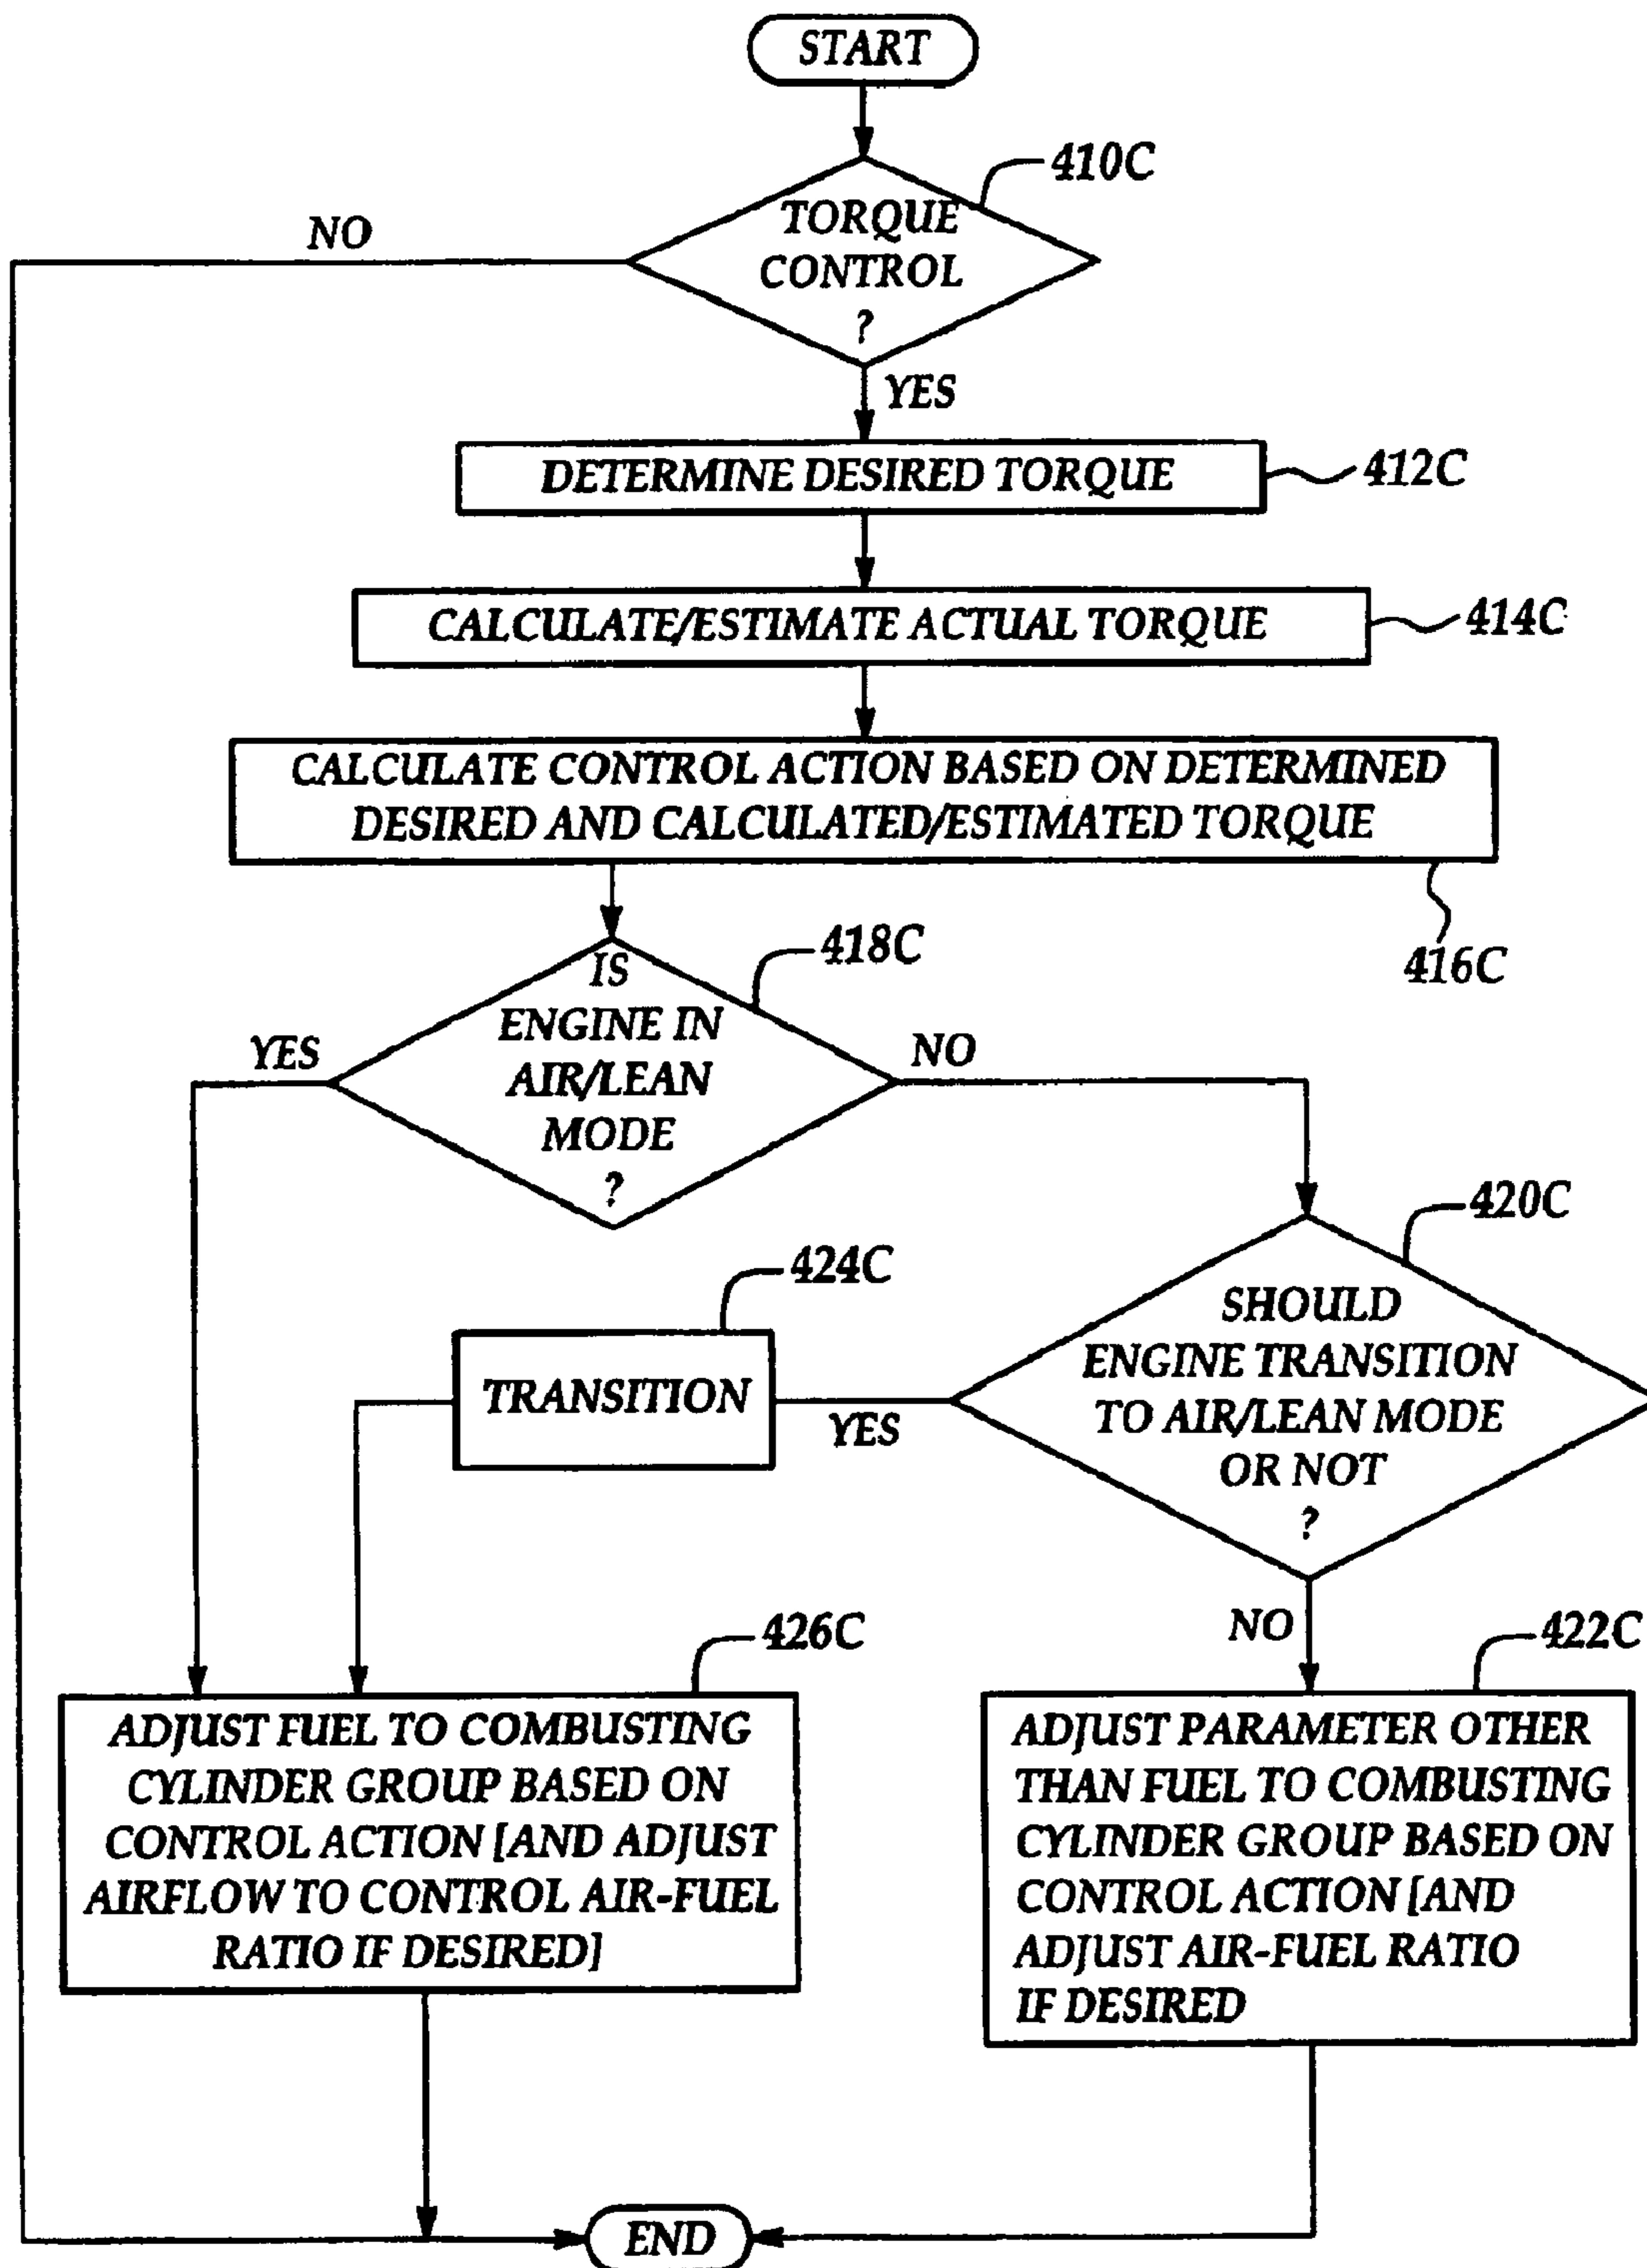 START
410C
TORQUE
CONTROL
?
NO
YES
DETERMINE DESIRED TORQUE
412C
CALCULATE/ESTIMATE ACTUAL TORQUE
414C
CALCULATE CONTROL ACTION BASED ON DETERMINED
DESIRED AND CALCULATED/ESTIMATED TORQUE
416C
418C
IS
ENGINE IN
AIR/LEAN
MODE
?
YES
NO
420C
SHOULD
ENGINE TRANSITION
TO AIR/LEAN MODE
OR NOT
?
424C
TRANSITION
YES
NO
426C
ADJUST FUEL TO COMBUSTING
CYLINDER GROUP BASED ON
CONTROL ACTION [AND ADJUST
AIRFLOW TO CONTROL AIR-FUEL
RATIO IF DESIRED]
422C
ADJUST PARAMETER OTHER
THAN FUEL TO COMBUSTING
CYLINDER GROUP BASED ON
CONTROL ACTION [AND
ADJUST AIR-FUEL RATIO
IF DESIRED
END